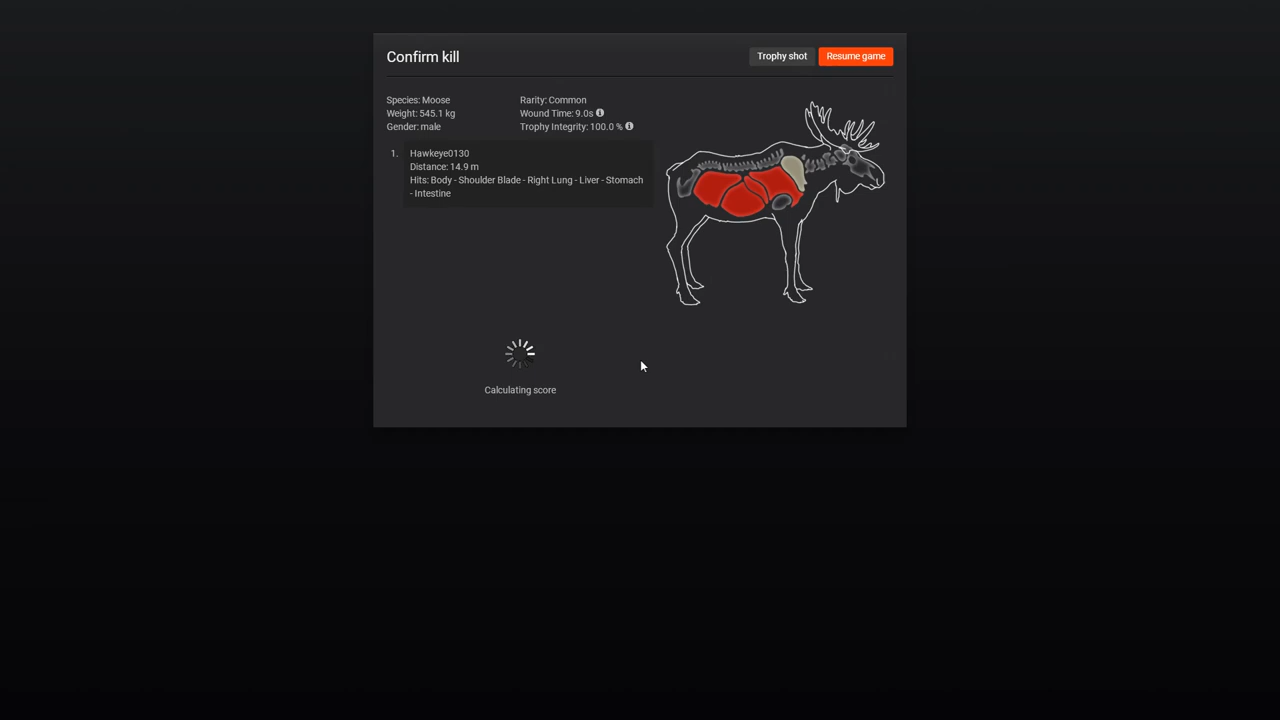 Confirm kill
Trophy shot
Resume game
Species: Moose
Rarity: Common
Weight: 545.1 kg
Wound Time: 9.0s
Gender: male
Trophy Integrity: 100.0 %
1. Hawkeye0130
Distance: 14.9 m
Hits: Body - Shoulder Blade - Right Lung - Liver - Stomach
- Intestine
Calculating score